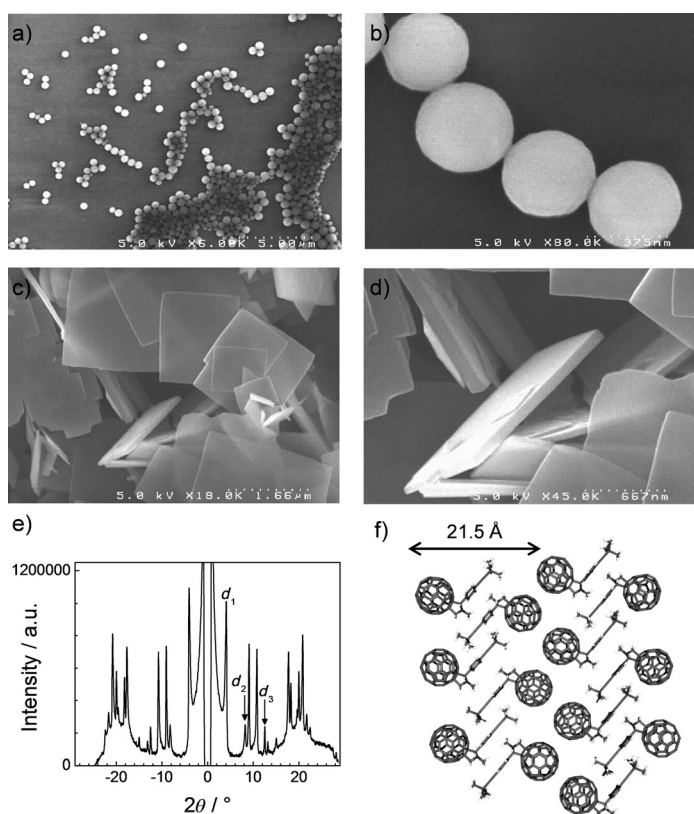 a)
5.0 kV X6.00K 5.00µm
b)
5.0 kV X80.0K 375nm
c)
5.0 kV X18.0K 1.66µm
d)
5.0 kV X45.0K 667nm
e)
1200000
Intensity / a.u.
0
d1
d2
d3
-20 -10 0 10 20
2θ / °
f)
21.5 Å